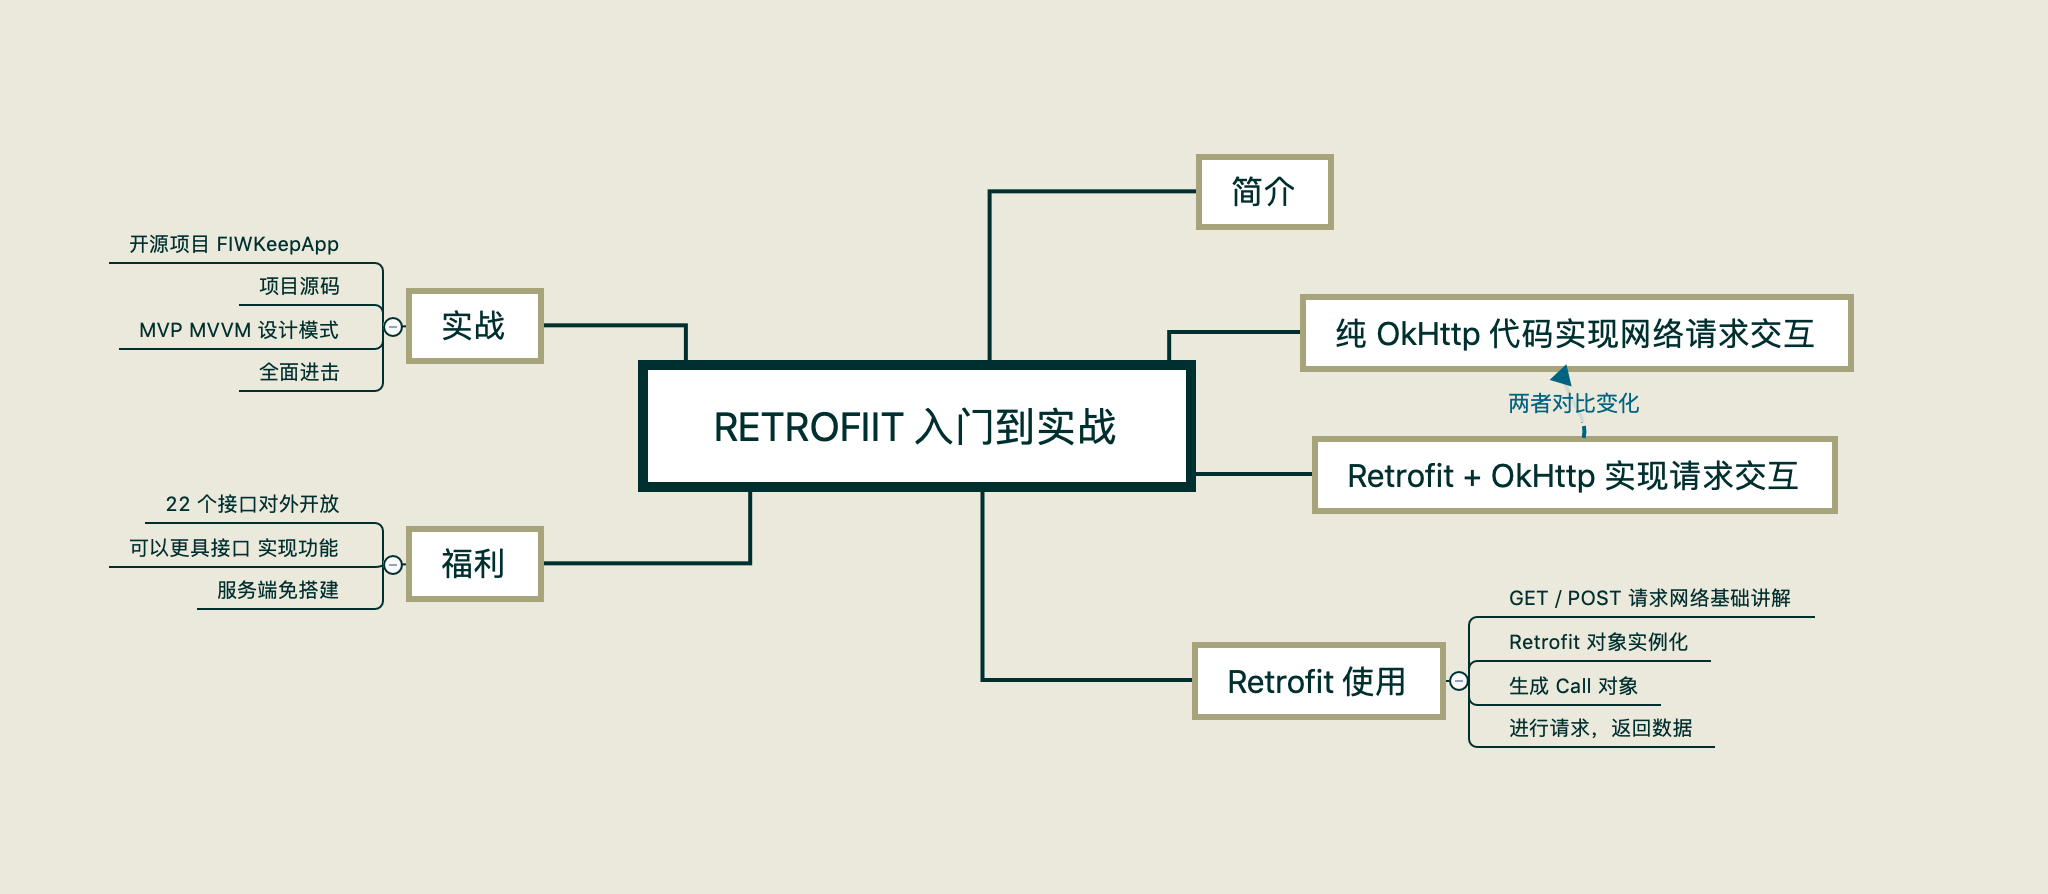 RETROFIIT 入门到实战
简介
纯 OkHttp 代码实现网络请求交互
两者对比变化
Retrofit + OkHttp 实现请求交互
Retrofit 使用
GET / POST 请求网络基础讲解
Retrofit 对象实例化
生成 Call 对象
进行请求，返回数据
实战
开源项目 FIWKeepApp
项目源码
MVP MVVM 设计模式
全面进击
福利
22 个接口对外开放
可以更具接口 实现功能
服务端免搭建